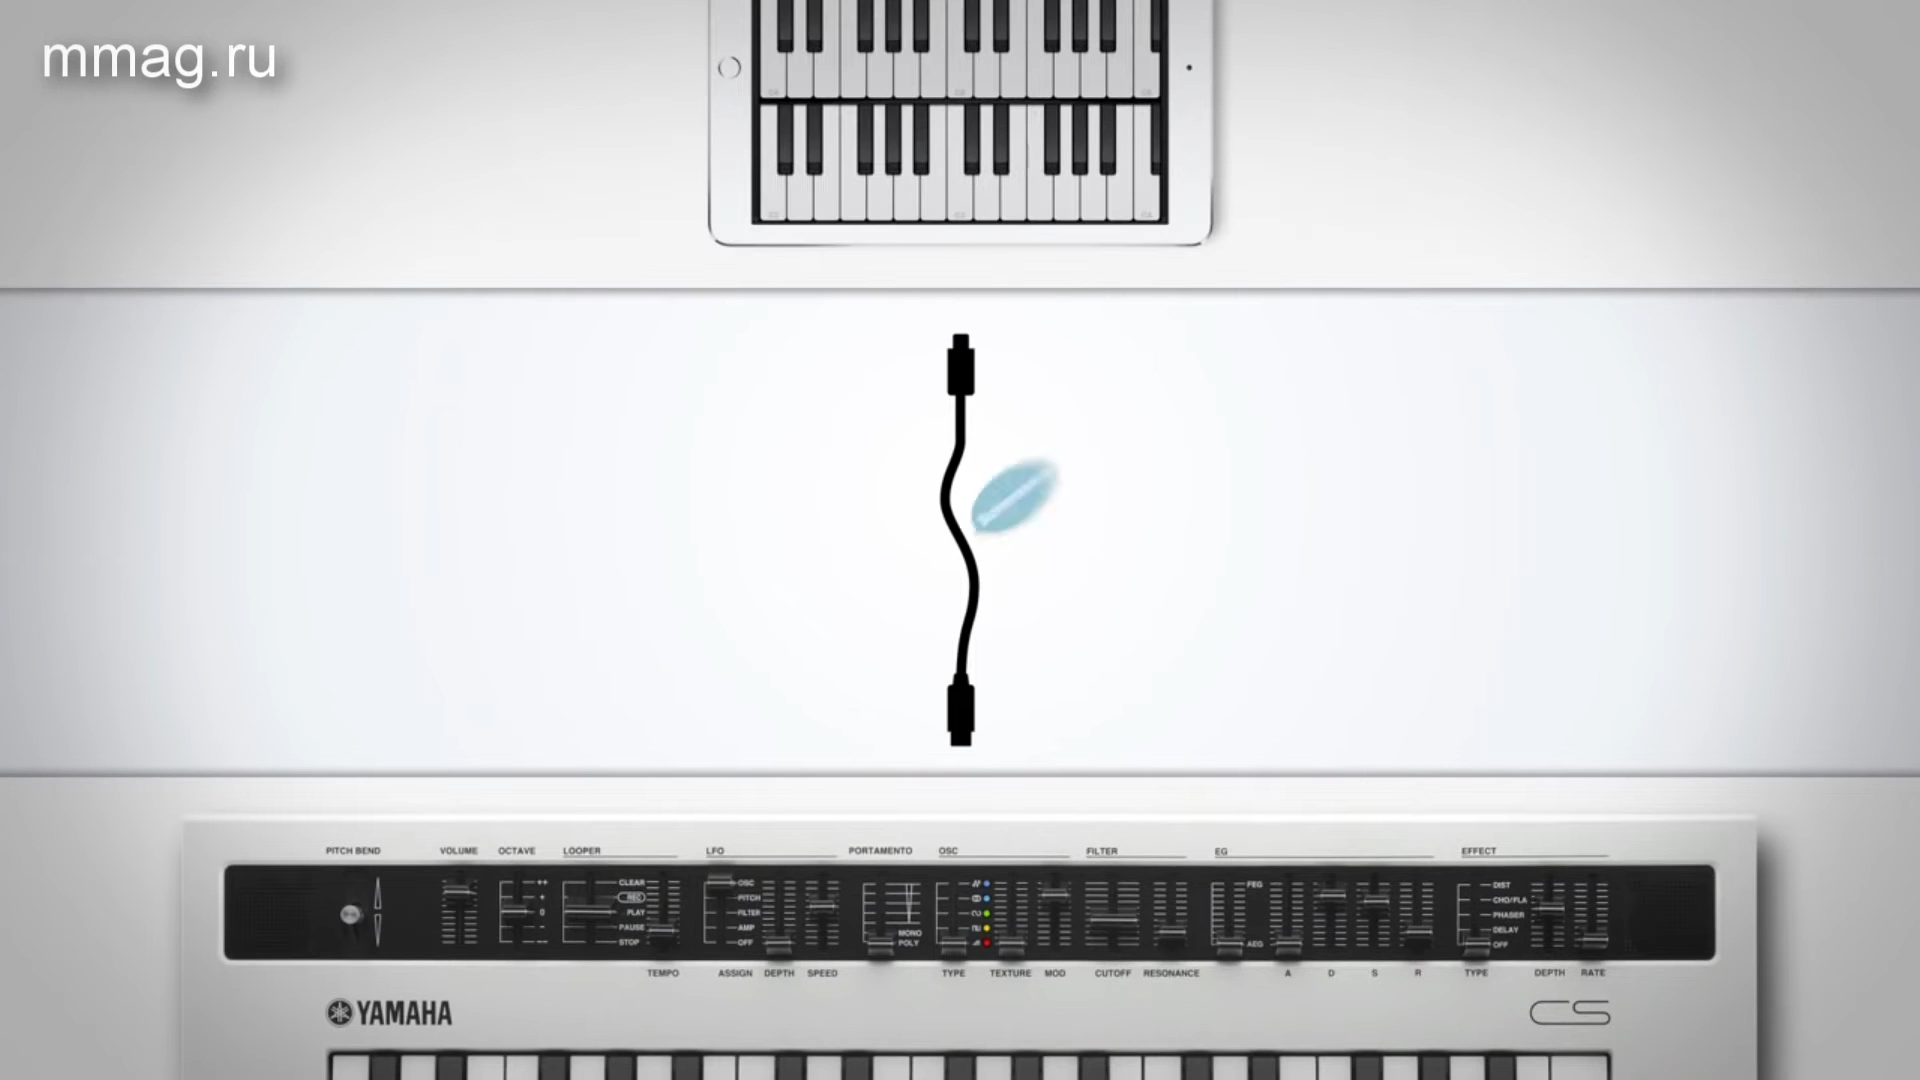 mmag.ru
PITCH BEND VOLUME OCTAVE LOOPER LFO PORTAMENTO OSC FILTER EG EFFECT
++ CLEAR OSC FEG DIST
+ REC PITCH CHO/FLA
0 PLAY FILTER PHASER
- PAUSE AMP MONO DELAY
-- STOP OFF POLY AEG OFF
TEMPO ASSIGN DEPTH SPEED TYPE TEXTURE MOD CUTOFF RESONANCE A D S R TYPE DEPTH RATE
YAMAHA CS